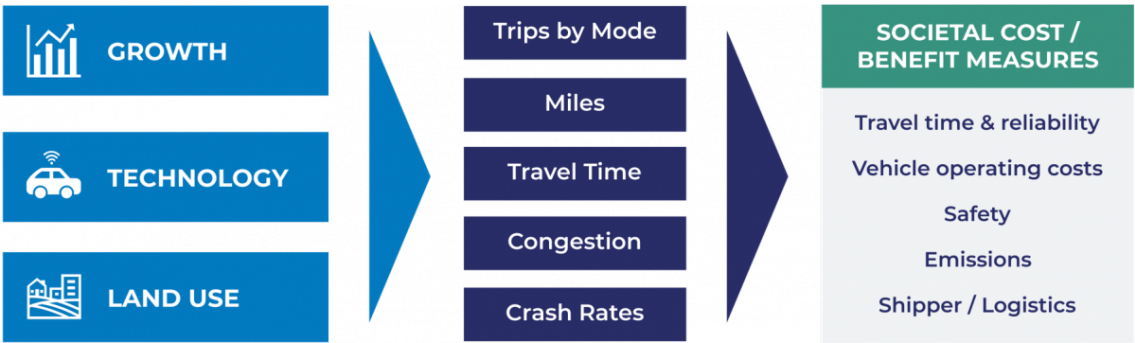 GROWTH
TECHNOLOGY
LAND USE
Trips by Mode
Miles
Travel Time
Congestion
Crash Rates
SOCIETAL COST /
BENEFIT MEASURES
Travel time & reliability
Vehicle operating costs
Safety
Emissions
Shipper / Logistics